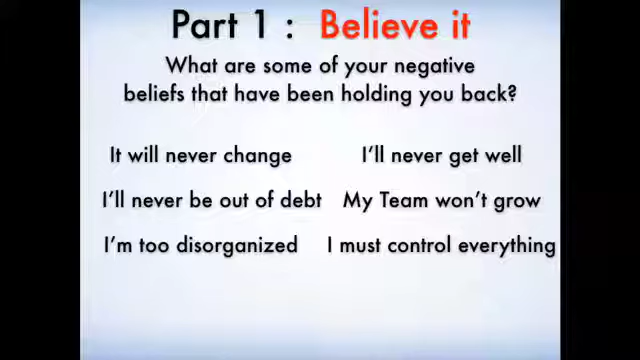 Part 1 : Believe it
What are some of your negative
beliefs that have been holding you back?
It will never change
I'll never get well
I'll never be out of debt
My Team won't grow
I'm too disorganized
I must control everything